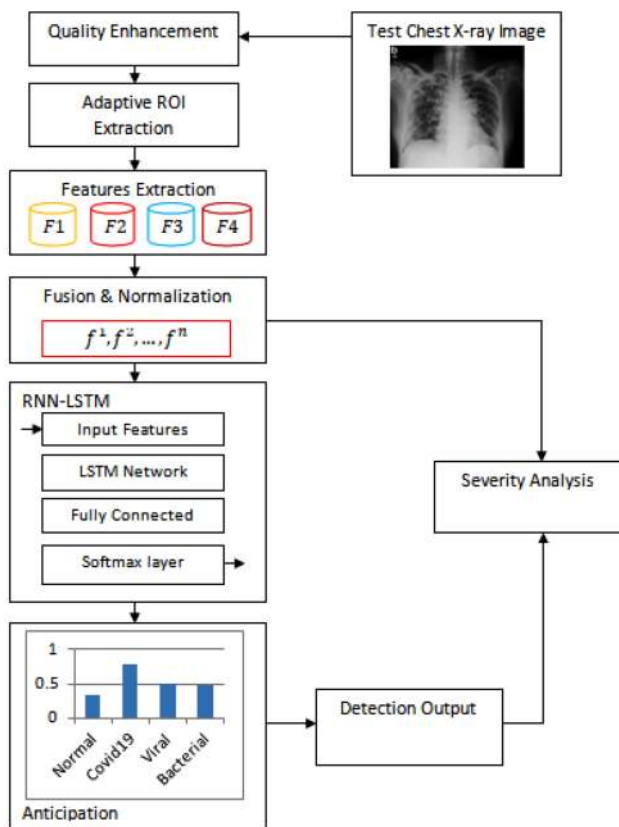 Quality Enhancement
Test Chest X-ray Image
Adaptive ROI
Extraction
Features Extraction
F1 F2 F3 F4
Fusion & Normalization
f¹, f², ..., fⁿ
RNN-LSTM
Input Features
LSTM Network
Fully Connected
Softmax layer
Severity Analysis
1
0.5
0
Normal
Covid19
Viral
Bacterial
Anticipation
Detection Output